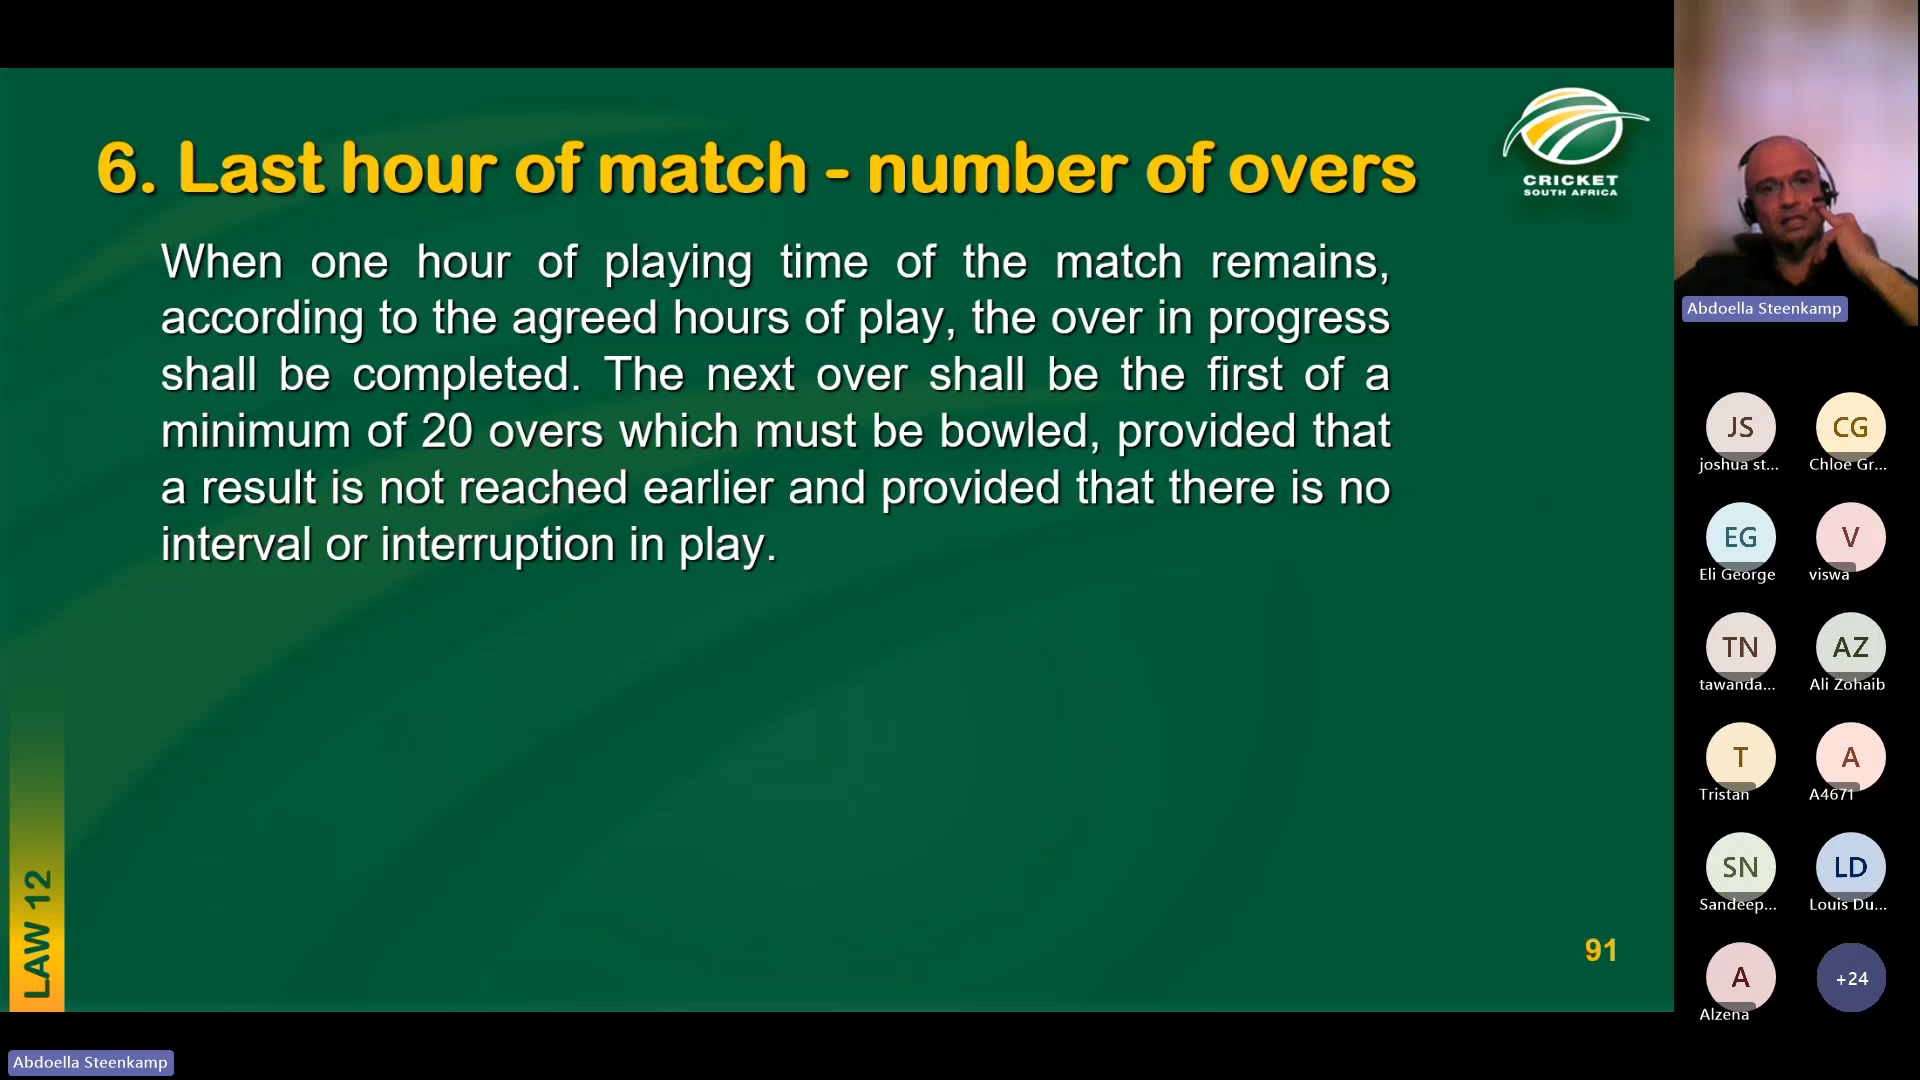 6. Last hour of match - number of overs
CRICKET
SOUTH AFRICA
When one hour of playing time of the match remains,
according to the agreed hours of play, the over in progress
shall be completed. The next over shall be the first of a
minimum of 20 overs which must be bowled, provided that
a result is not reached earlier and provided that there is no
interval or interruption in play.
LAW 12
91
Abdoella Steenkamp
Abdoella Steenkamp
JS
CG
joshua st...
Chloe Gr...
EG
V
Eli George
viswa
TN
AZ
tawanda...
Ali Zohaib
T
A
Tristan
A4671
SN
LD
Sandeep...
Louis Du...
A
+24
Alzena